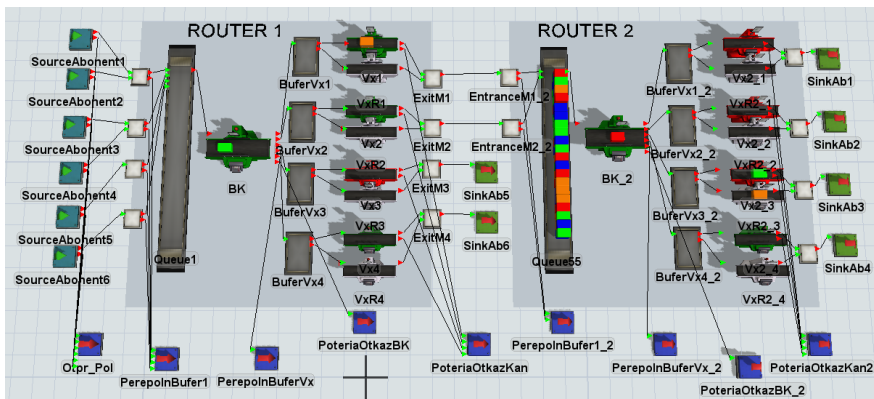 ROUTER 1
ROUTER 2
SourceAbonent1
SourceAbonent2
SourceAbonent3
SourceAbonent4
SourceAbonent5
SourceAbonent6
Queue1
BK
BuferVx1
BuferVx2
BuferVx3
BuferVx4
Vx1
VxR1
Vx2
VxR2
Vx3
VxR3
Vx4
VxR4
ExitM1
ExitM2
ExitM3
ExitM4
SinkAb5
SinkAb6
EntranceM1_2
EntranceM2_2
Queue55
BK_2
BuferVx1_2
BuferVx2_2
BuferVx3_2
BuferVx4_2
Vx2_1
VxR2_1
Vx2_2
VxR2_2
Vx2_3
VxR2_3
Vx2_4
VxR2_4
SinkAb1
SinkAb2
SinkAb3
SinkAb4
Otpr_Pol
PerepolnBufer1
PerepolnBuferVx
PoteriaOtkazBK
PoteriaOtkazKan
PerepolnBufer1_2
PerepolnBuferVx_2
PoteriaOtkazBK_2
PoteriaOtkazKan2